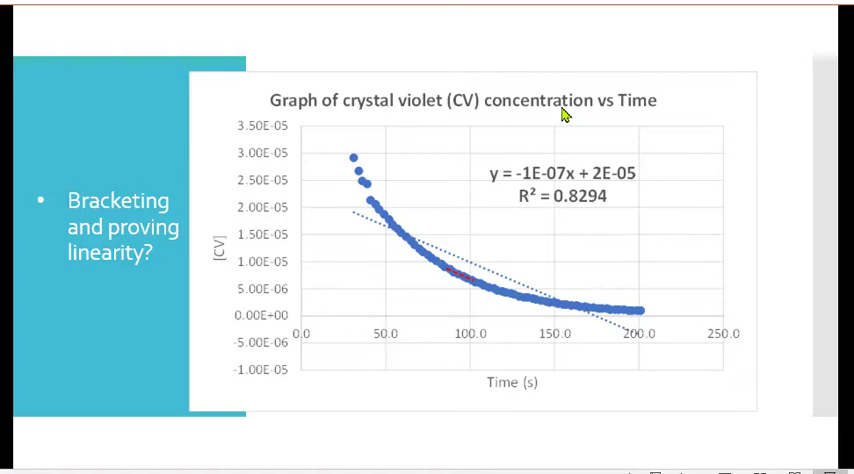 • Bracketing
and proving
linearity?
Graph of crystal violet (CV) concentration vs Time
3.50E-05
3.00E-05
2.50E-05
2.00E-05
1.50E-05
1.00E-05
5.00E-06
0.00E+00
-5.00E-06
-1.00E-05
[CV]
y = -1E-07x + 2E-05
R² = 0.8294
0.0 50.0 100.0 150.0 200.0 250.0
Time (s)